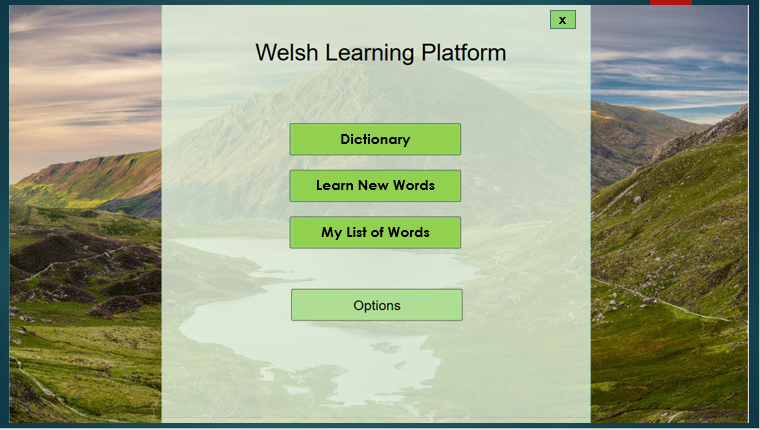 x
Welsh Learning Platform
Dictionary
Learn New Words
My List of Words
Options